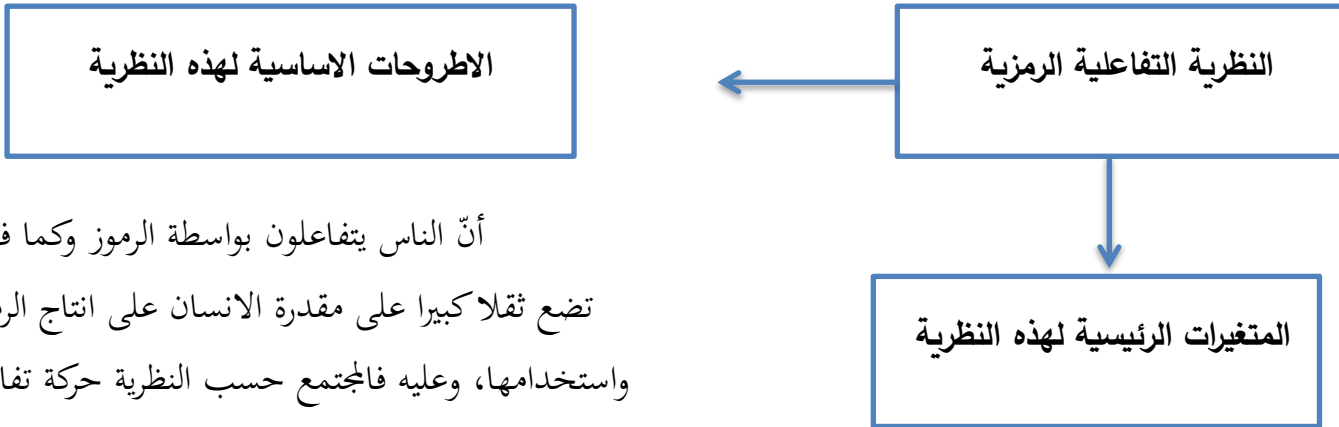 النظرية التفاعلية الرمزية
الاطروحات الاساسية لهذه النظرية
أنّ الناس يتفاعلون بواسطة الرموز وكما
تضع ثقلا كبيرا على مقدرة الانسان على انتاج
واستخدامها، وعليه فالمجتمع حسب النظرية حركة
المتغيرات الرئيسية لهذه النظرية